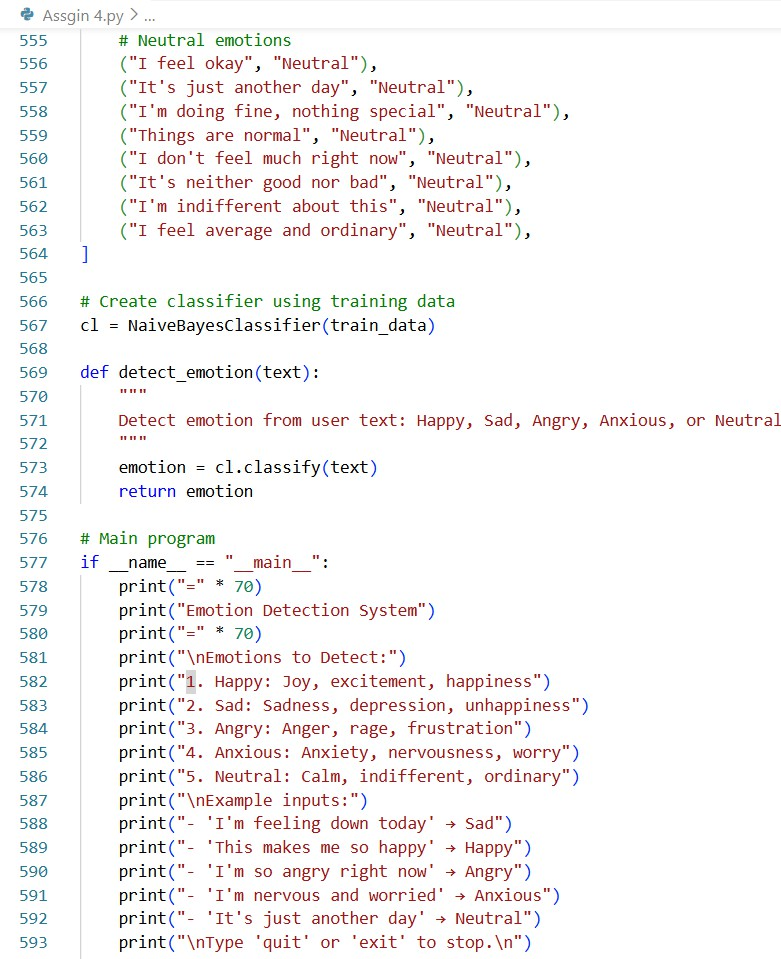 Assgin 4.py > ...
555 # Neutral emotions
556 ("I feel okay", "Neutral"),
557 ("It's just another day", "Neutral"),
558 ("I'm doing fine, nothing special", "Neutral"),
559 ("Things are normal", "Neutral"),
560 ("I don't feel much right now", "Neutral"),
561 ("It's neither good nor bad", "Neutral"),
562 ("I'm indifferent about this", "Neutral"),
563 ("I feel average and ordinary", "Neutral"),
564 ]
565
566 # Create classifier using training data
567 cl = NaiveBayesClassifier(train_data)
568
569 def detect_emotion(text):
570 """
571 Detect emotion from user text: Happy, Sad, Angry, Anxious, or Neutral
572 """
573 emotion = cl.classify(text)
574 return emotion
575
576 # Main program
577 if __name__ == "__main__":
578 print("=" * 70)
579 print("Emotion Detection System")
580 print("=" * 70)
581 print("\nEmotions to Detect:")
582 print("1. Happy: Joy, excitement, happiness")
583 print("2. Sad: Sadness, depression, unhappiness")
584 print("3. Angry: Anger, rage, frustration")
585 print("4. Anxious: Anxiety, nervousness, worry")
586 print("5. Neutral: Calm, indifferent, ordinary")
587 print("\nExample inputs:")
588 print("- 'I'm feeling down today' → Sad")
589 print("- 'This makes me so happy' → Happy")
590 print("- 'I'm so angry right now' → Angry")
591 print("- 'I'm nervous and worried' → Anxious")
592 print("- 'It's just another day' → Neutral")
593 print("\nType 'quit' or 'exit' to stop.\n")